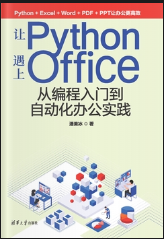 Python + Excel + Word + PDF + PPT让办公更高效
让
Python
遇上
Office
从编程入门到
自动化办公实践
著
清华大学出版社